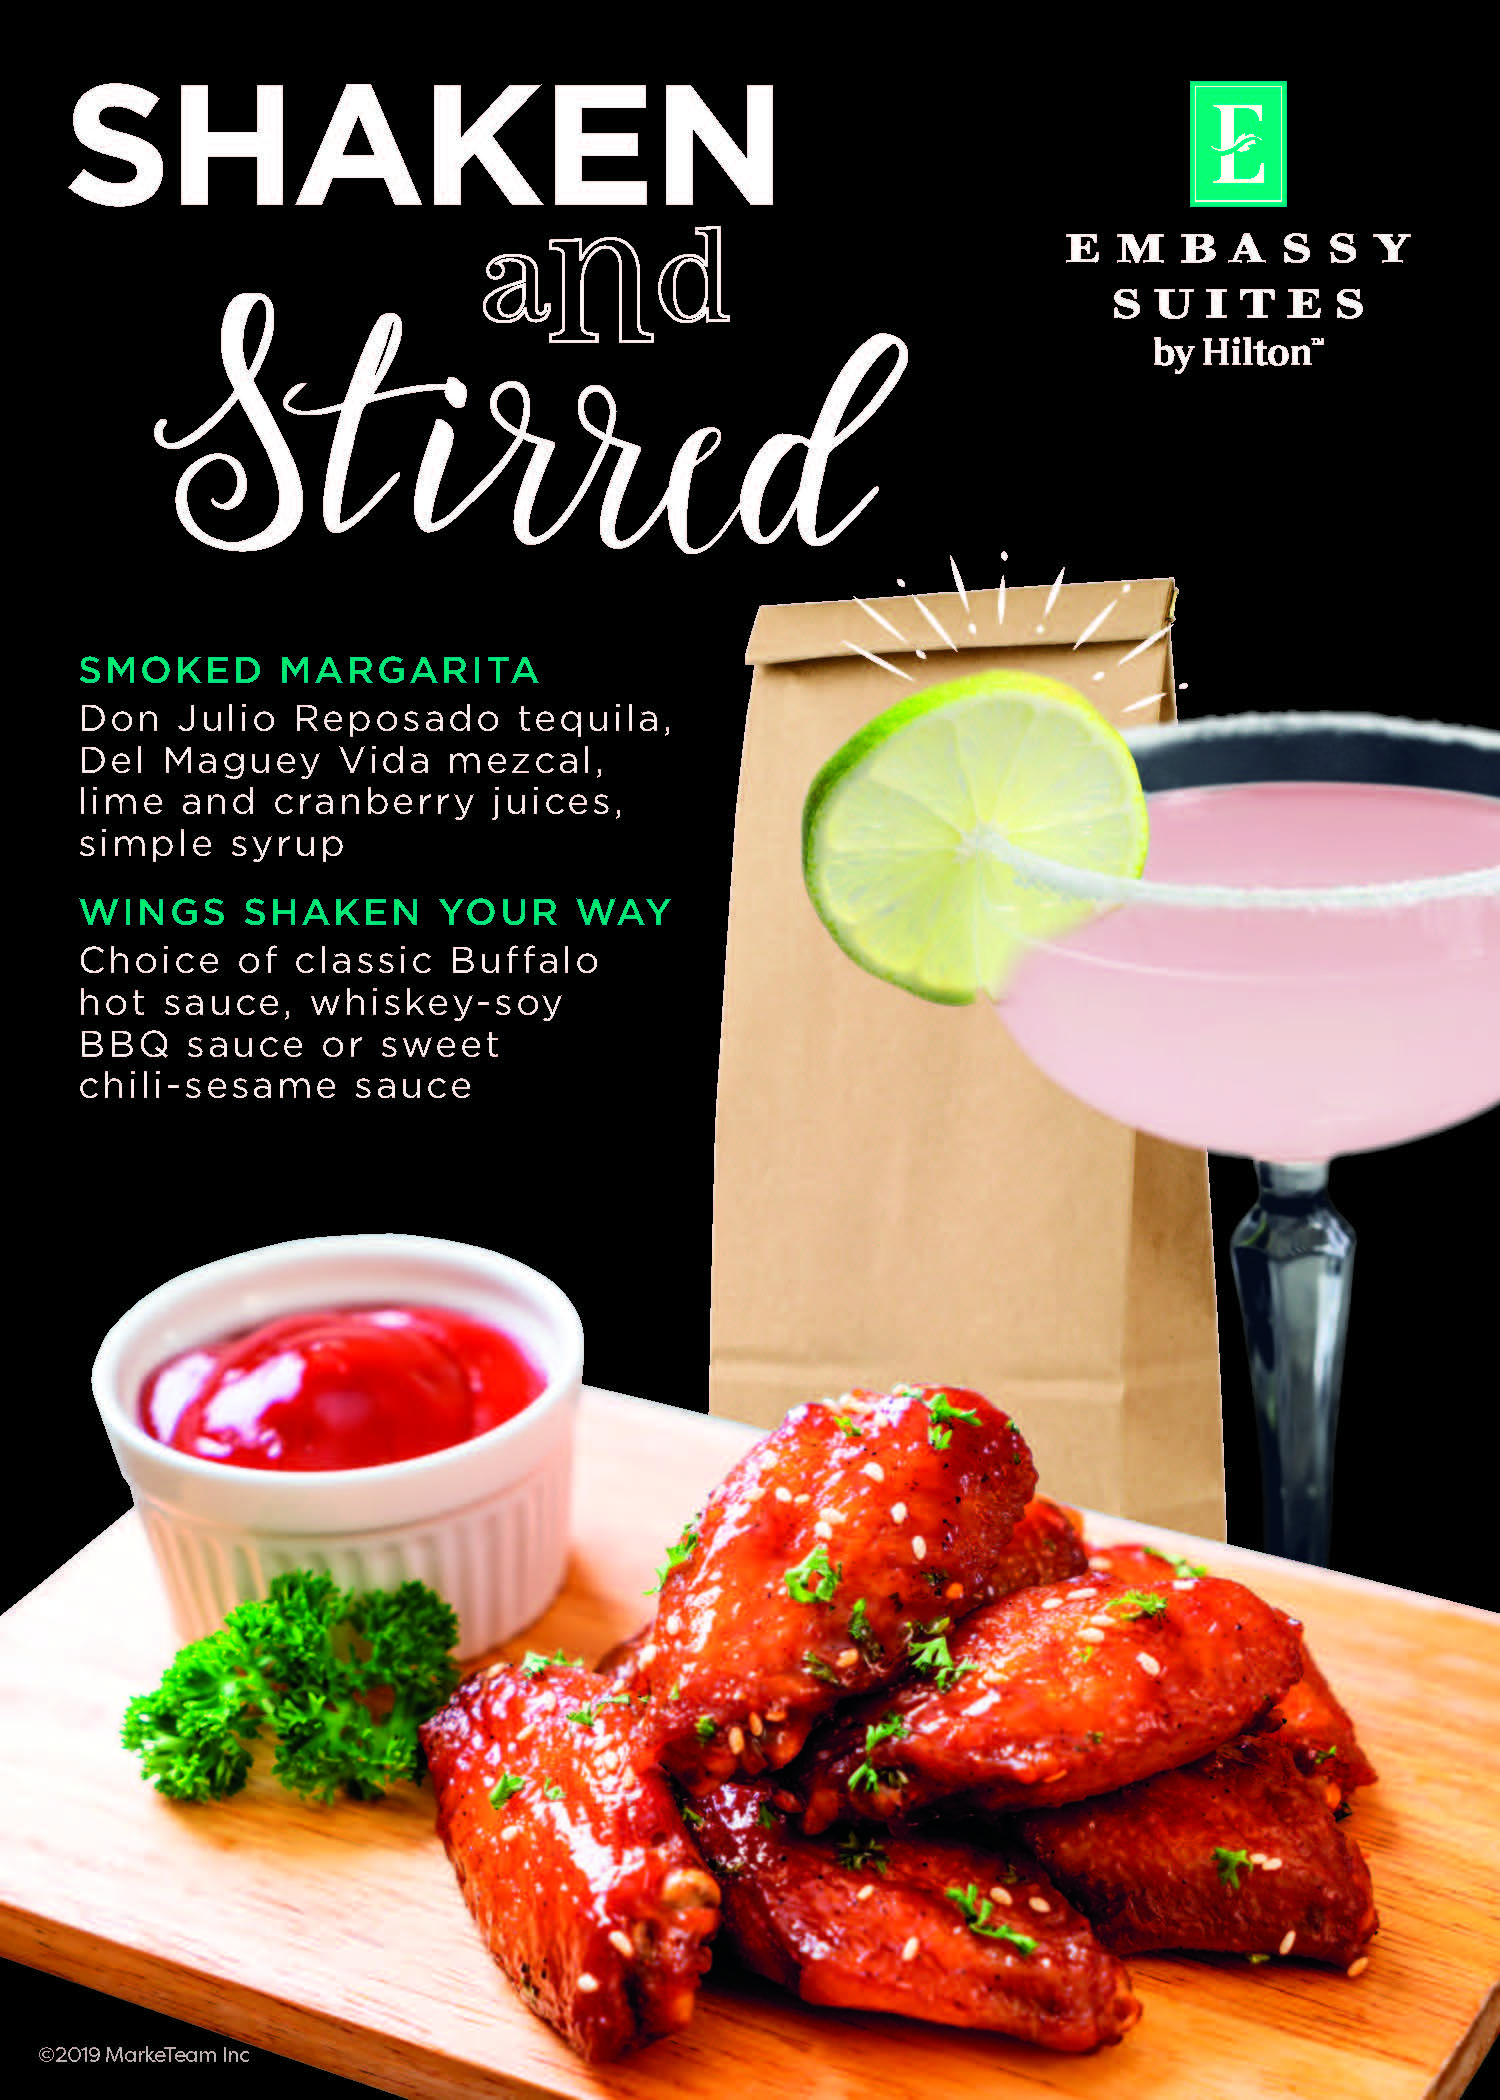 SHAKEN
and
Stirred
E
EMBASSY
SUITES
by Hilton™
SMOKED MARGARITA
Don Julio Reposado tequila,
Del Maguey Vida mezcal,
lime and cranberry juices,
simple syrup
WINGS SHAKEN YOUR WAY
Choice of classic Buffalo
hot sauce, whiskey-soy
BBQ sauce or sweet
chili-sesame sauce
©2019 MarkeTeam Inc